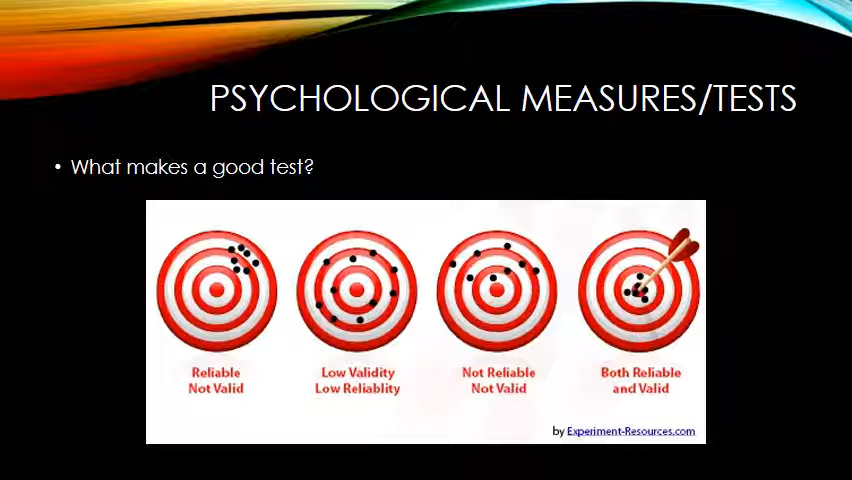 PSYCHOLOGICAL MEASURES/TESTS
• What makes a good test?
Reliable
Not Valid
Low Validity
Low Reliablity
Not Reliable
Not Valid
Both Reliable
and Valid
by Experiment-Resources.com